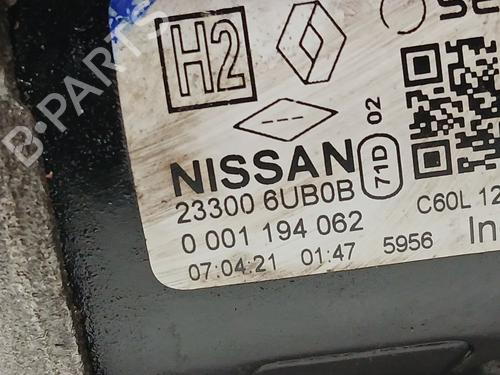 H2
B-PARTS
NISSAN
71D
02
23300 6UB0B
0 001 194 062
C60L 12
07.04.21 01:47 5956
In